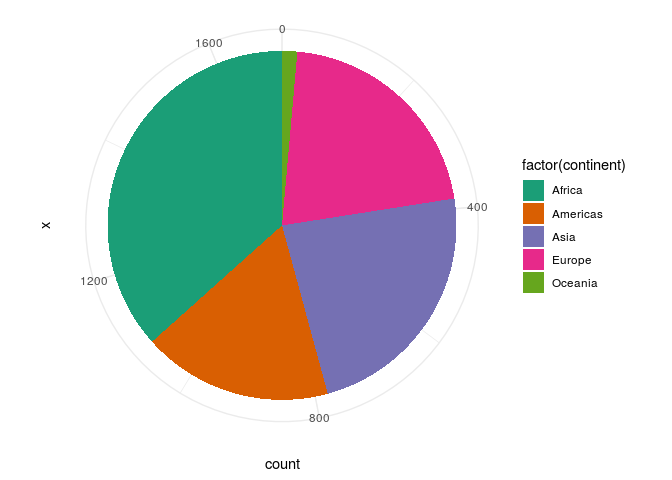 0
1600
400
1200
800
x
count
factor(continent)
Africa
Americas
Asia
Europe
Oceania